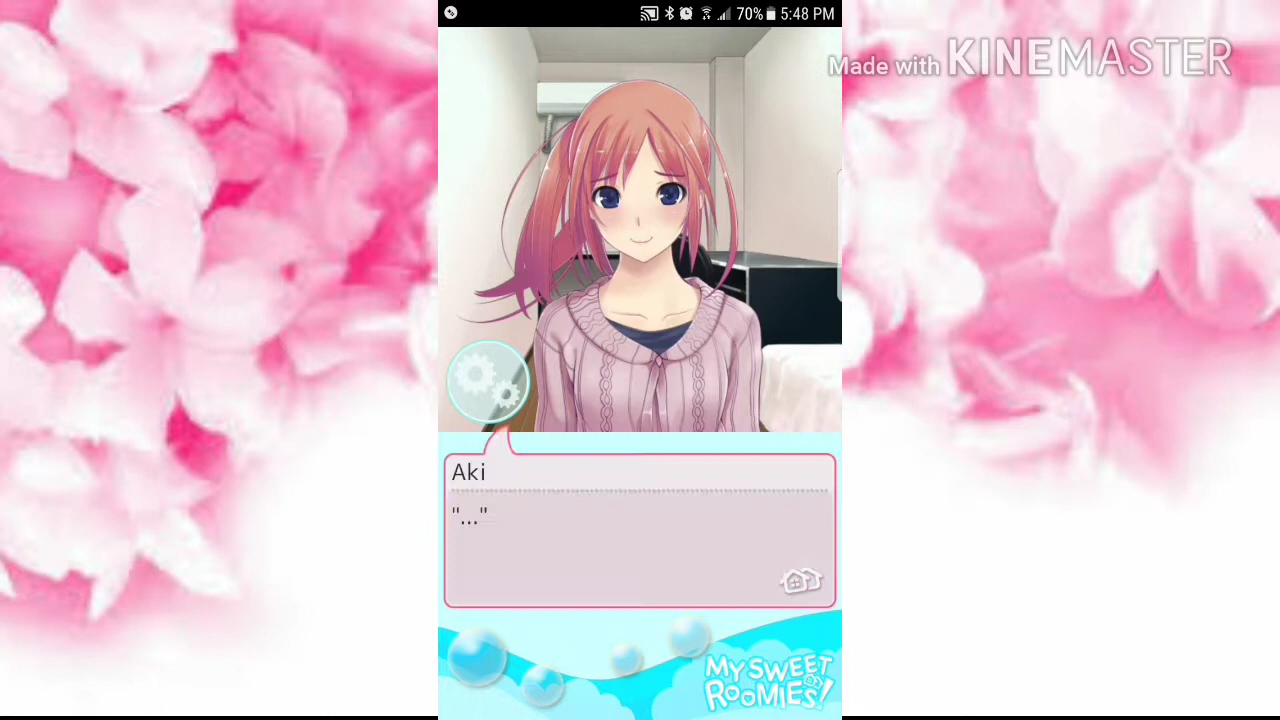 70% 5:48 PM
Made with KINEMASTER
Aki
"..."
MY SWEET
ROOMIES!